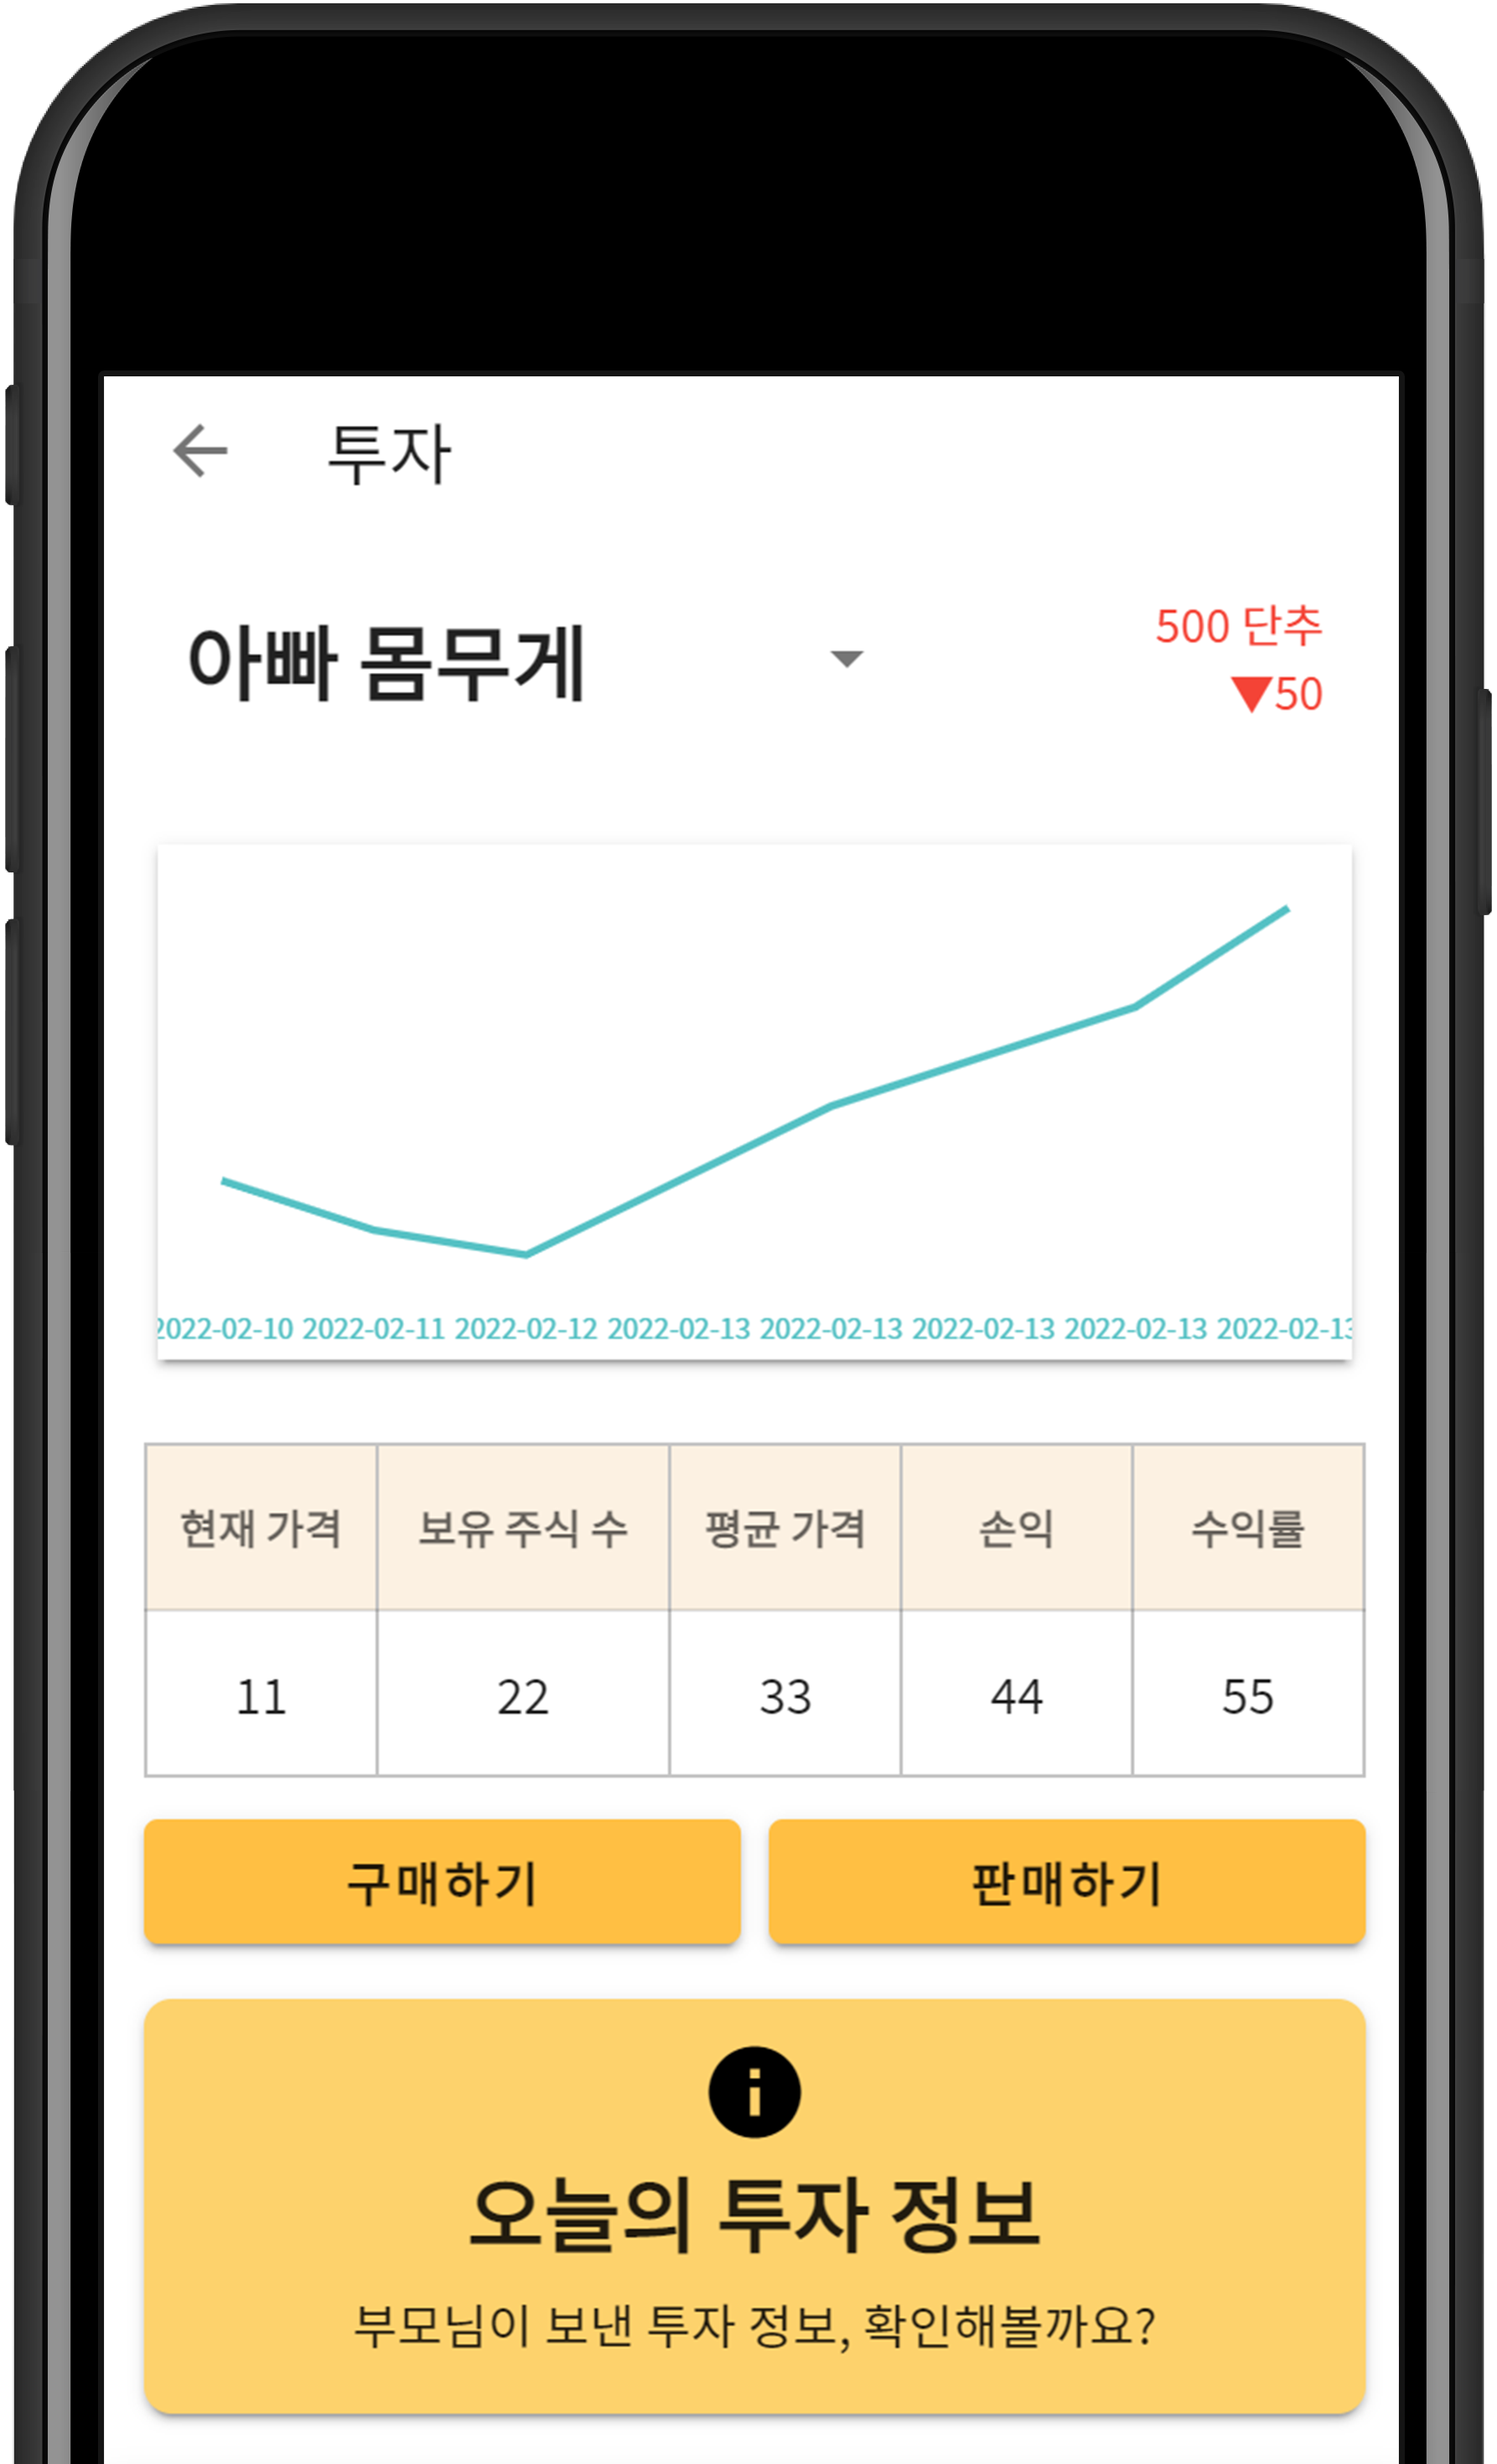 투자
아빠 몸무게
500 단추
▼50
2022-02-10 2022-02-11 2022-02-12 2022-02-13 2022-02-13 2022-02-13 2022-02-13 2022-02-13
현재 가격 보유 주식 수 평균 가격 손익 수익률
11 22 33 44 55
구매하기 판매하기
오늘의 투자 정보
부모님이 보낸 투자 정보, 확인해볼까요?